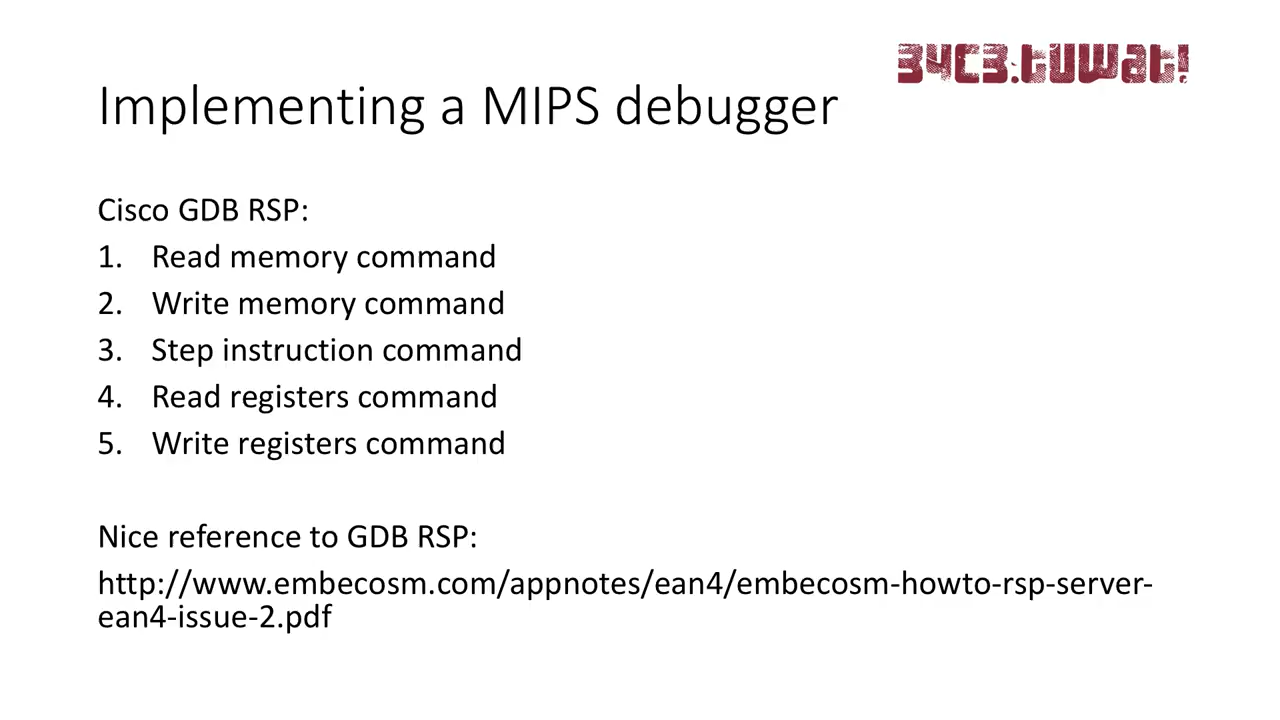 34C3.tUWat!
Implementing a MIPS debugger
Cisco GDB RSP:
1. Read memory command
2. Write memory command
3. Step instruction command
4. Read registers command
5. Write registers command
Nice reference to GDB RSP:
http://www.embecosm.com/appnotes/ean4/embecosm-howto-rsp-server-
ean4-issue-2.pdf